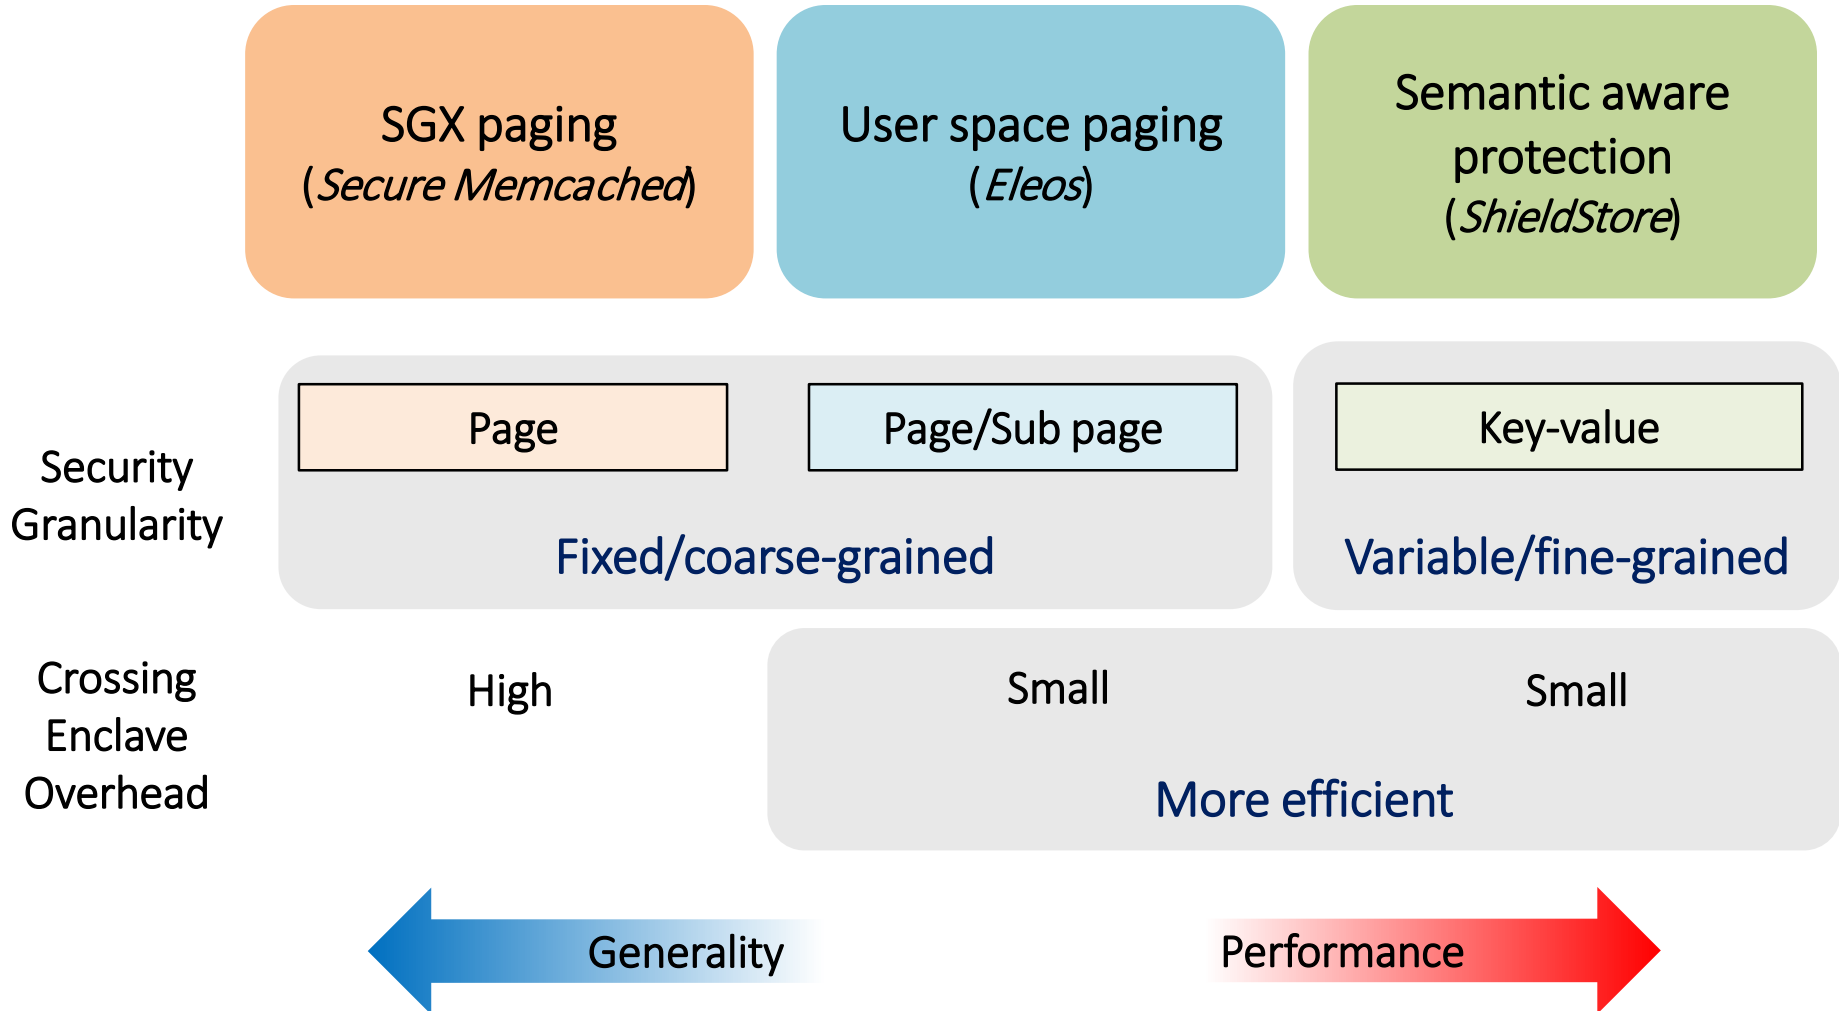 SGX paging
(Secure Memcached)
User space paging
(Eleos)
Semantic aware
protection
(ShieldStore)
Security
Granularity
Page
Page/Sub page
Key-value
Fixed/coarse-grained
Variable/fine-grained
Crossing
Enclave
Overhead
High
Small
Small
More efficient
Generality
Performance